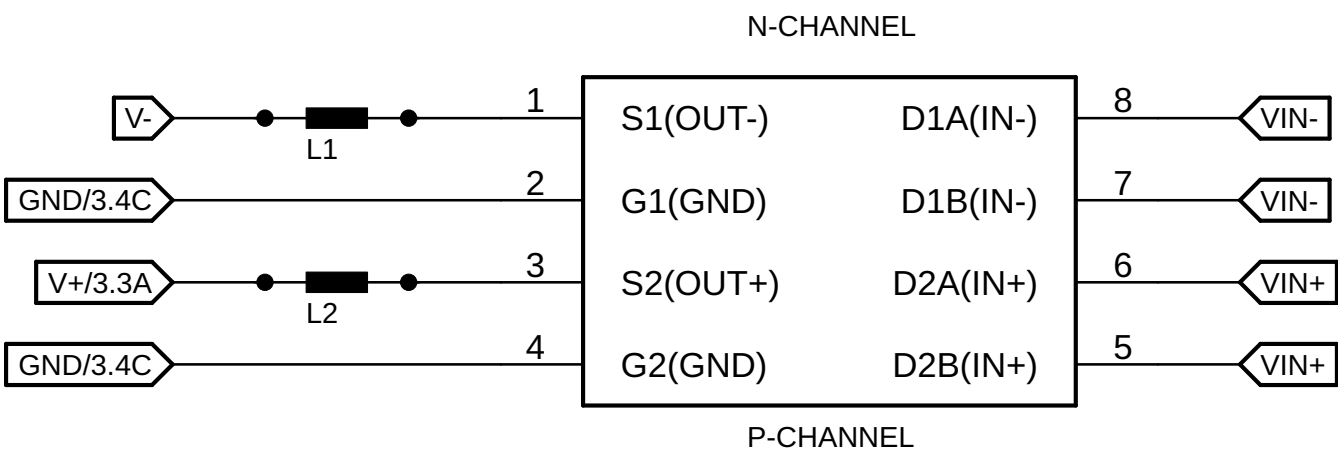 N-CHANNEL
V- L1 1 S1(OUT-) D1A(IN-) 8 VIN-
GND/3.4C 2 G1(GND) D1B(IN-) 7 VIN-
V+/3.3A L2 3 S2(OUT+) D2A(IN+) 6 VIN+
GND/3.4C 4 G2(GND) D2B(IN+) 5 VIN+
P-CHANNEL